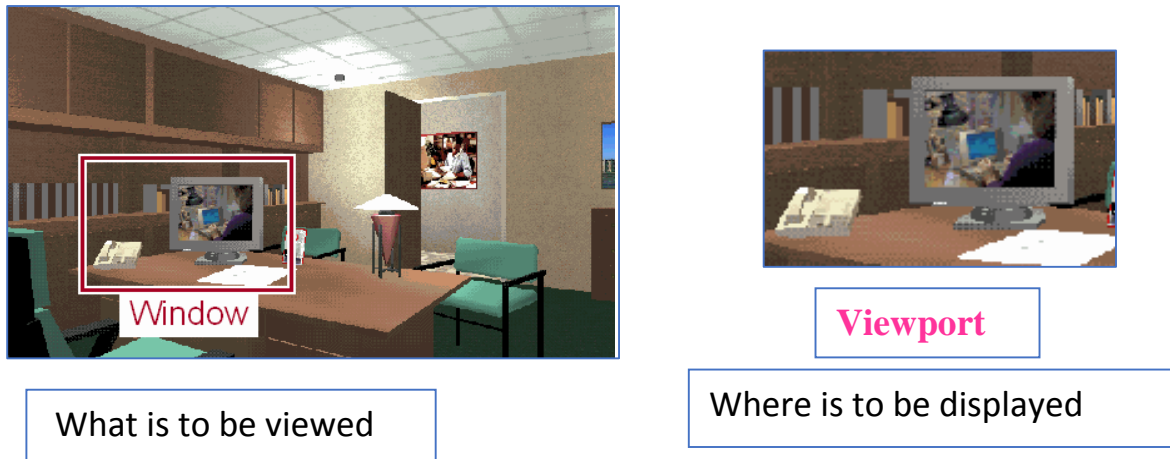 Window
Viewport
What is to be viewed
Where is to be displayed